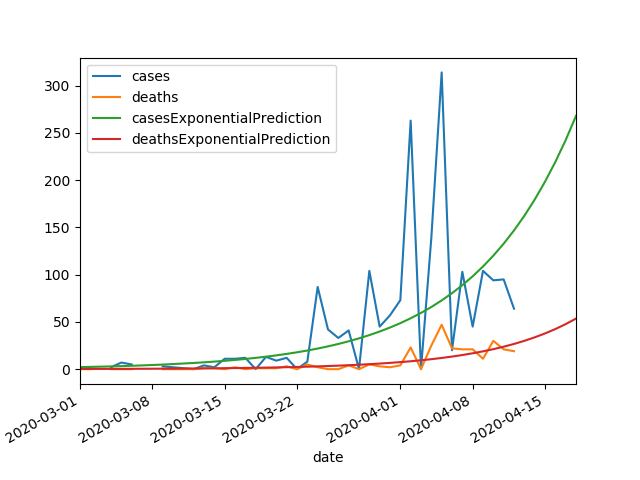 cases
deaths
casesExponentialPrediction
deathsExponentialPrediction
300
250
200
150
100
50
0
2020-03-01
2020-03-08
2020-03-15
2020-03-22
2020-04-01
2020-04-08
2020-04-15
date